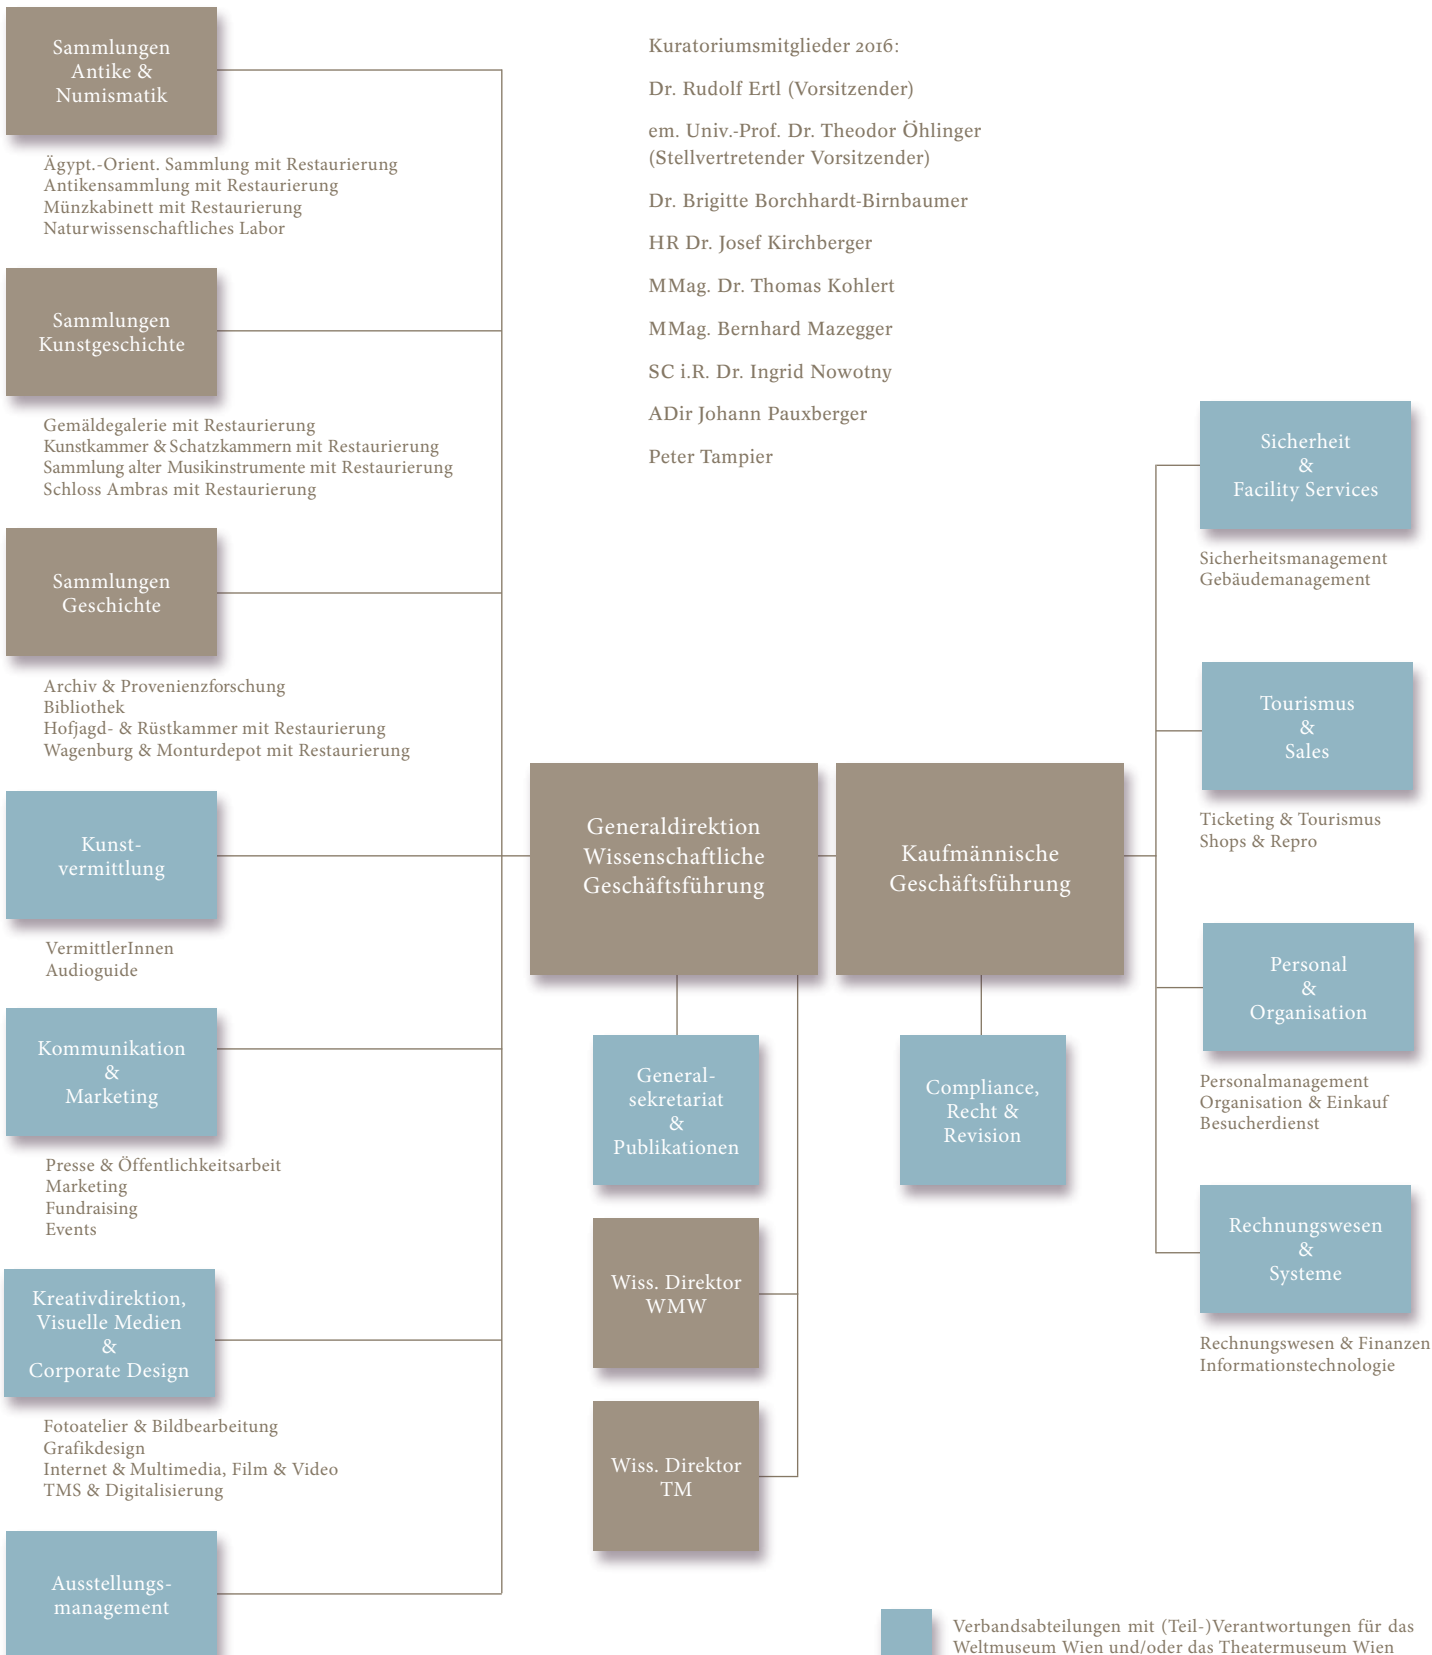 Sammlungen
Antike &
Numismatik
Ägypt.-Orient. Sammlung mit Restaurierung
Antikensammlung mit Restaurierung
Münzkabinett mit Restaurierung
Naturwissenschaftliches Labor
Sammlungen
Kunstgeschichte
Gemäldegalerie mit Restaurierung
Kunstkammer & Schatzkammern mit Restaurierung
Sammlung alter Musikinstrumente mit Restaurierung
Schloss Ambras mit Restaurierung
Sammlungen
Geschichte
Archiv & Provenienzforschung
Bibliothek
Hofjagd- & Rüstkammer mit Restaurierung
Wagenburg & Monturdepot mit Restaurierung
Kunst-
vermittlung
VermittlerInnen
Audioguide
Kommunikation
&
Marketing
Presse & Öffentlichkeitsarbeit
Marketing
Fundraising
Events
Kreativdirektion,
Visuelle Medien
&
Corporate Design
Fotoatelier & Bildbearbeitung
Grafikdesign
Internet & Multimedia, Film & Video
TMS & Digitalisierung
Ausstellungs-
management
Kuratoriumsmitglieder 2016:
Dr. Rudolf Ertl (Vorsitzender)
em. Univ.-Prof. Dr. Theodor Öhlinger
(Stellvertretender Vorsitzender)
Dr. Brigitte Borchhardt-Birnbaumer
HR Dr. Josef Kirchberger
MMag. Dr. Thomas Kohlert
MMag. Bernhard Mazegger
SC i.R. Dr. Ingrid Nowotny
ADir Johann Pauxberger
Peter Tampier
Generaldirektion
Wissenschaftliche
Geschäftsführung
Kaufmännische
Geschäftsführung
General-
sekretariat
&
Publikationen
Compliance,
Recht &
Revision
Wiss. Direktor
WMW
Wiss. Direktor
TM
Sicherheit
&
Facility Services
Sicherheitsmanagement
Gebäudemanagement
Tourismus
&
Sales
Ticketing & Tourismus
Shops & Repro
Personal
&
Organisation
Personalmanagement
Organisation & Einkauf
Besucherdienst
Rechnungswesen
&
Systeme
Rechnungswesen & Finanzen
Informationstechnologie
Verbandsabteilungen mit (Teil-)Verantwortungen für das
Weltmuseum Wien und/oder das Theatermuseum Wien